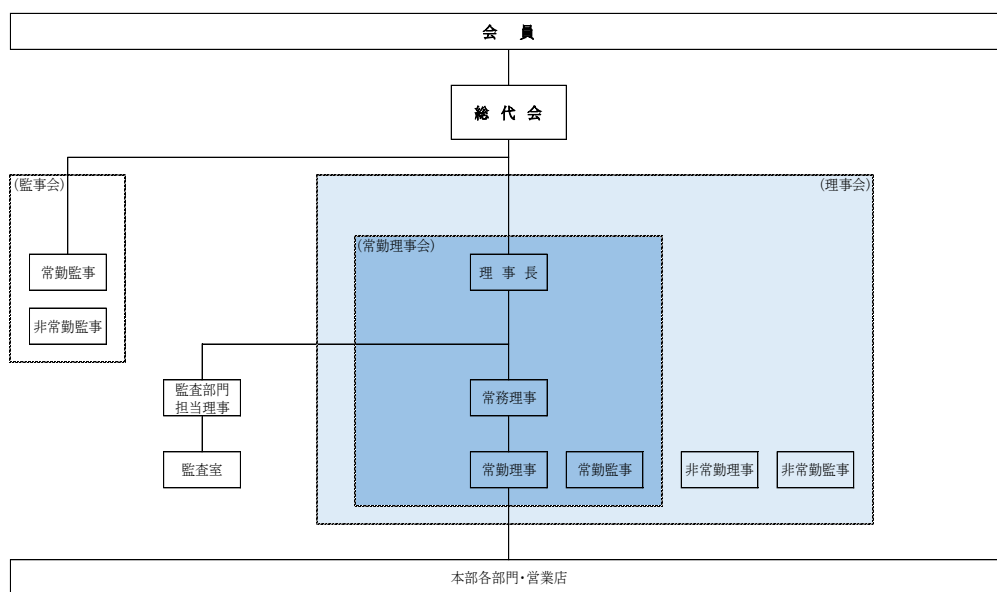 会 員
総 代 会
(監事会)
(理事会)
(常勤理事会)
常勤監事
理 事 長
非常勤監事
監査部門
担当理事
常務理事
監査室
常勤理事
常勤監事
非常勤理事
非常勤監事
本部各部門・営業店